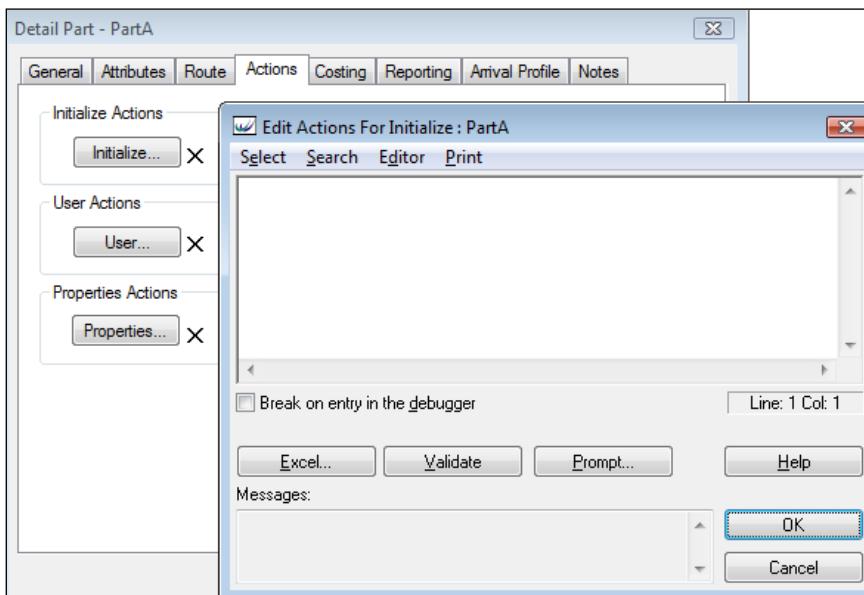 Detail Part - PartA
General Attributes Route Actions Costing Reporting Arrival Profile Notes
Initialize Actions
Initialize...
User Actions
User...
Properties Actions
Properties...
Edit Actions For Initialize : PartA
Select Search Editor Print
Break on entry in the debugger
Line: 1 Col: 1
Excel... Validate Prompt... Help
Messages:
OK
Cancel